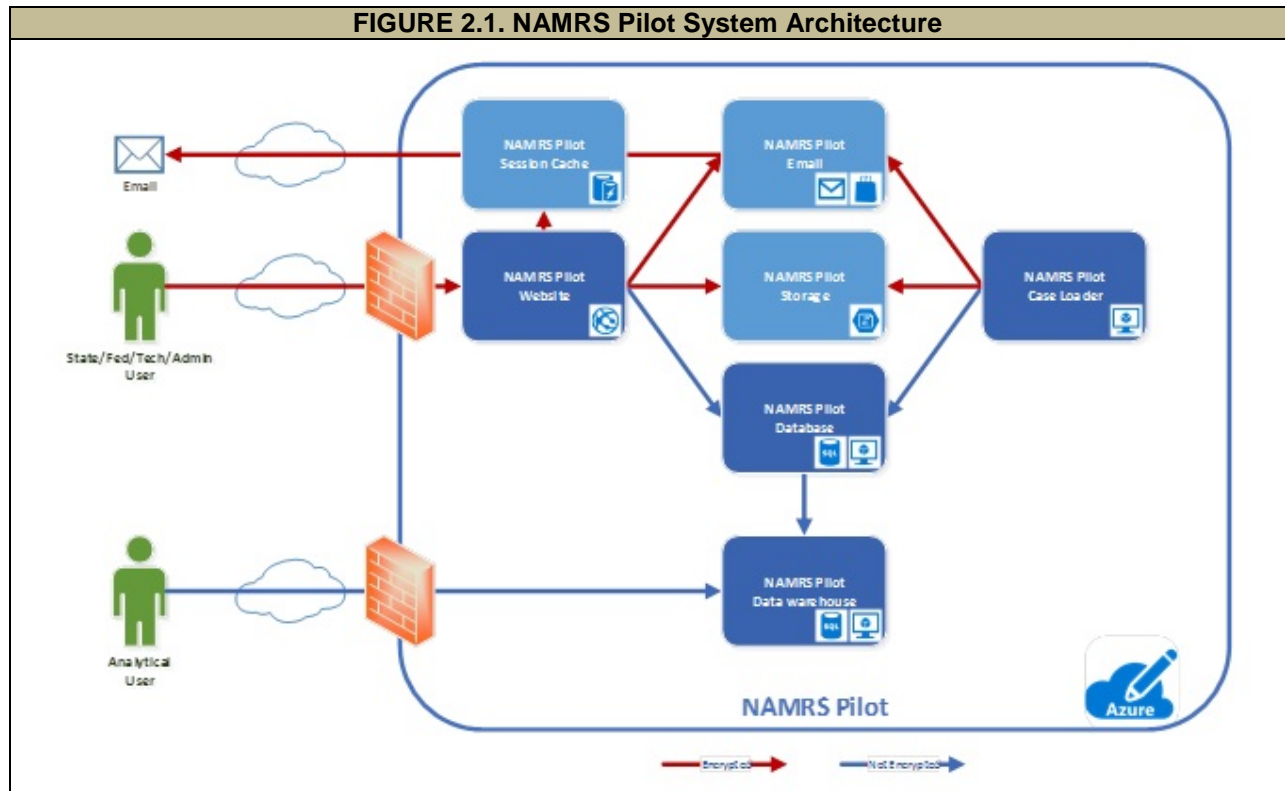 FIGURE 2.1. NAMRS Pilot System Architecture
NAMRS Pilot
Session Cache
NAMRS Pilot
Email
Email
NAMRS Pilot
Website
NAMRS Pilot
Storage
NAMRS Pilot
Case Loader
State/Fed/Tech/Admin
User
NAMRS Pilot
Database
SQL
NAMRS Pilot
Data warehouse
SQL
Analytical
User
NAMRS Pilot
Azure
Encrypted
Not Encrypted